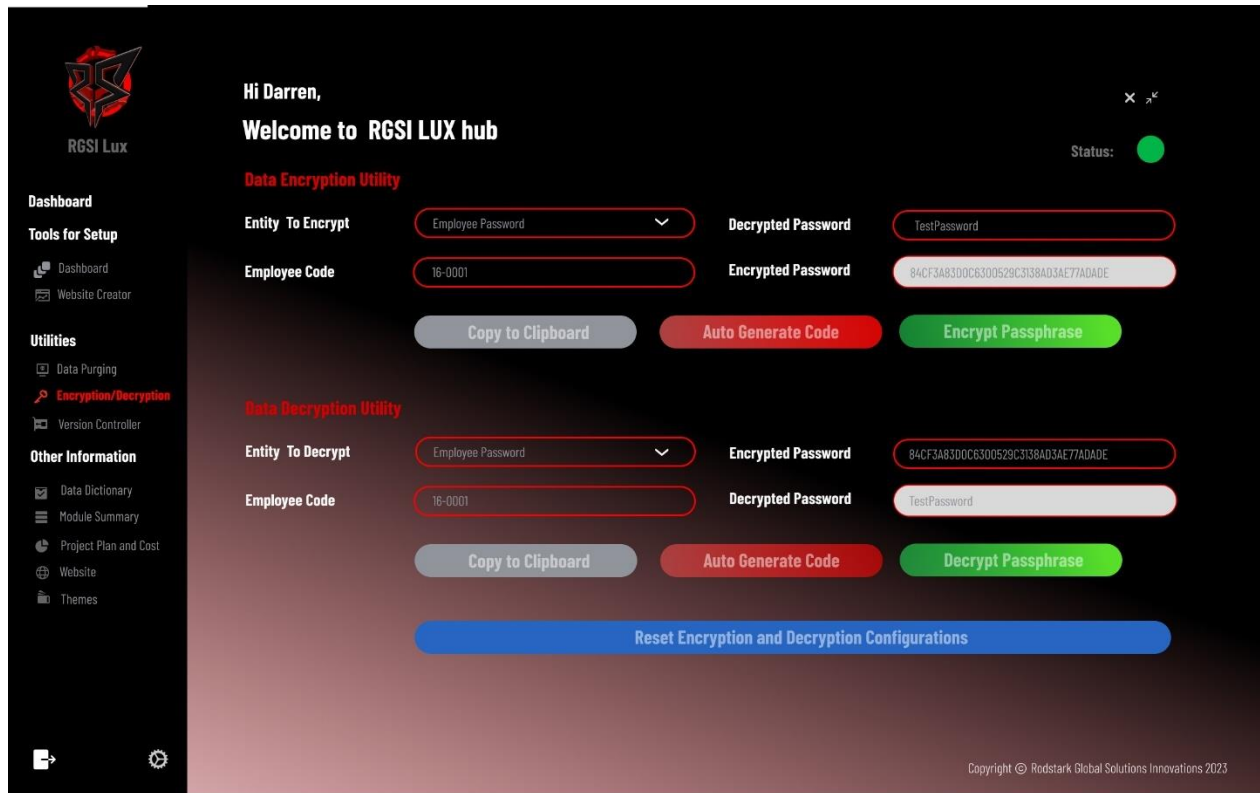 RGSI Lux
Dashboard
Tools for Setup
Dashboard
Website Creator
Utilities
Data Purging
Encryption/Decryption
Version Controller
Other Information
Data Dictionary
Module Summary
Project Plan and Cost
Website
Themes
Hi Darren,
Welcome to RGSI LUX hub
Status:
Data Encryption Utility
Entity To Encrypt Employee Password Decrypted Password TestPassword
Employee Code 16-0001 Encrypted Password 84CF3A83D0C6300529C3138AD3AE77ADADE
Copy to Clipboard Auto Generate Code Encrypt Passphrase
Data Decryption Utility
Entity To Decrypt Employee Password Encrypted Password 84CF3A83D0C6300529C3138AD3AE77ADADE
Employee Code 16-0001 Decrypted Password TestPassword
Copy to Clipboard Auto Generate Code Decrypt Passphrase
Reset Encryption and Decryption Configurations
Copyright © Rodstark Global Solutions Innovations 2023